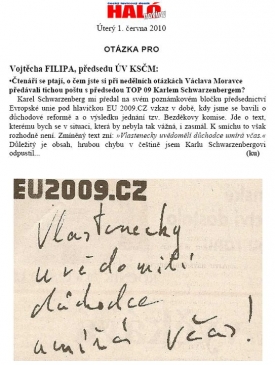 HALÓ
noviny
Úterý 1. června 2010
OTÁZKA PRO
Vojtěcha FILIPA, předsedu ÚV KSČM:
•Čtenáři se ptají, o čem jste si při nedělních otázkách Václava Moravce
předávali tichou poštu s předsedou TOP 09 Karlem Schwarzenbergem?
Karel Schwarzenberg mi předal na svém poznámkovém bločku předsednictví
Evropské unie pod hlavičkou EU 2009.CZ vzkaz v době, kdy jsme se bavili o
důchodové reformě a o výsledku jednání tzv. Bezděkovy komise. Jde o text,
kterému bych se v situaci, která by nebyla tak vážná, i zasmál. K smíchu to však
rozhodně není. Zmíněný text zní: »Vlastenecky uvědomělí důchodce umírá včas.«
Důležitý je obsah, hrubou chybu v češtině jsem Karlu Schwarzenbergovi
odpustil... (ku)
EU2009.CZ
Vlastenecky
uvědomilí
důchodce
umírá včas!